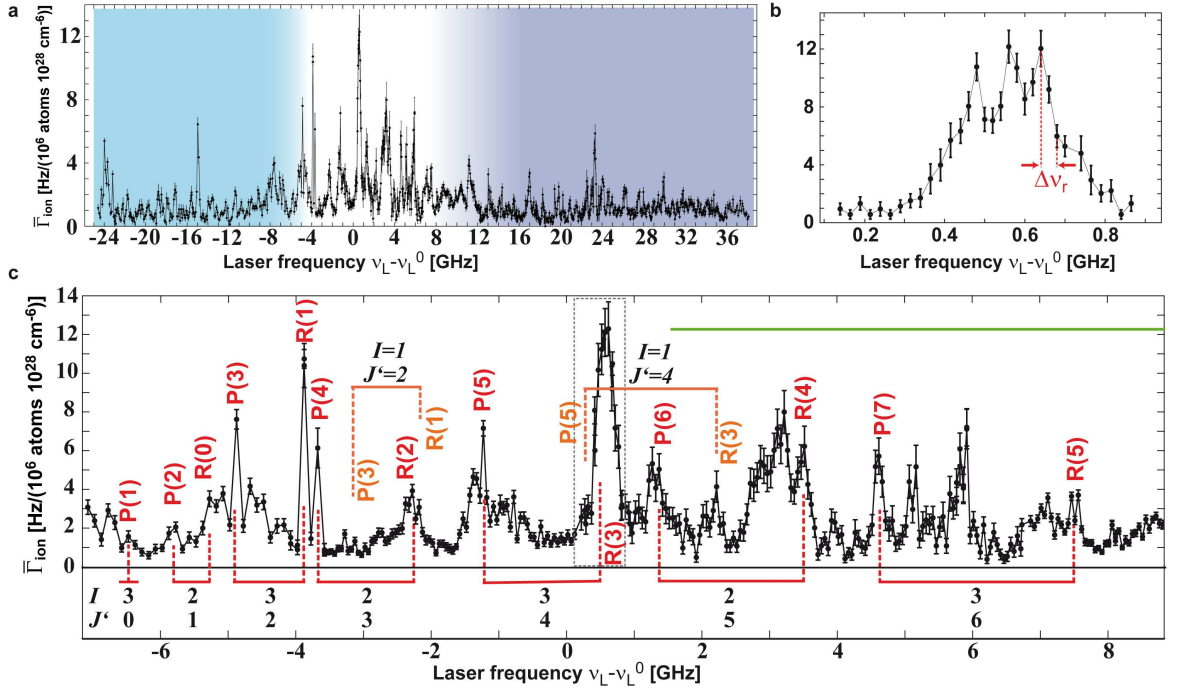 a
Γ̅ion [Hz/(10⁶ atoms 10²⁸ cm⁻⁶)]
12
8
4
0
-24 -20 -16 -12 -8 -4 0 4 8 12 16 20 24 28 32 36
Laser frequency νL-νL⁰ [GHz]
b
12
8
4
0
Δνr
0.2 0.4 0.6 0.8
Laser frequency νL-νL⁰ [GHz]
c
Γ̅ion [Hz/(10⁶ atoms 10²⁸ cm⁻⁶)]
14
12
10
8
6
4
2
0
P(1)
P(2)
R(0)
P(3)
R(1)
P(4)
I=1
J‘=2
P(3)
R(2)
R(1)
P(5)
P(5)
R(3)
I=1
J‘=4
P(6)
R(3)
R(4)
P(7)
R(5)
I 3 2 3 2 3 2 3
J‘ 0 1 2 3 4 5 6
-6 -4 -2 0 2 4 6 8
Laser frequency νL-νL⁰ [GHz]